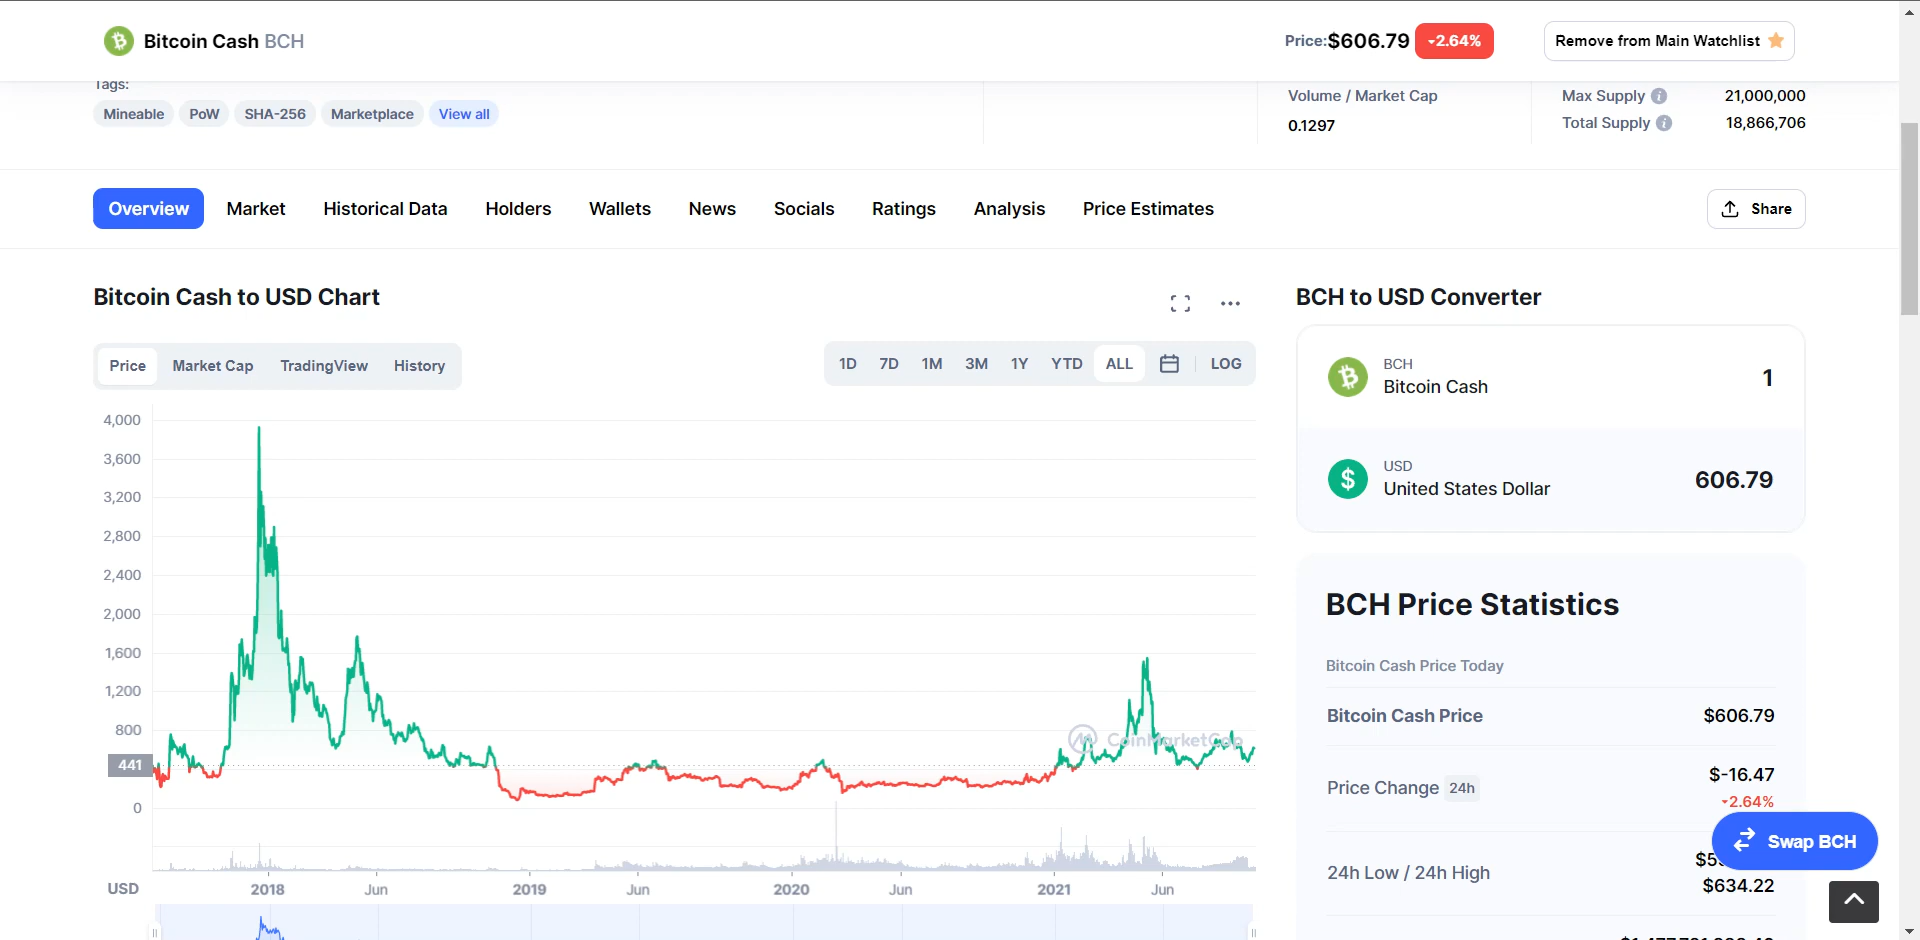 Bitcoin Cash BCH
Price:$606.79 -2.64%
Remove from Main Watchlist
Tags:
Mineable PoW SHA-256 Marketplace View all
Volume / Market Cap
0.1297
Max Supply 21,000,000
Total Supply 18,866,706
Overview Market Historical Data Holders Wallets News Socials Ratings Analysis Price Estimates
Share
Bitcoin Cash to USD Chart
Price Market Cap TradingView History
1D 7D 1M 3M 1Y YTD ALL LOG
4,000
3,600
3,200
2,800
2,400
2,000
1,600
1,200
800
441
0
CoinMarketCap
USD 2018 Jun 2019 Jun 2020 Jun 2021 Jun
BCH to USD Converter
BCH
Bitcoin Cash 1
USD
United States Dollar 606.79
BCH Price Statistics
Bitcoin Cash Price Today
Bitcoin Cash Price $606.79
Price Change 24h $-16.47
2.64%
24h Low / 24h High
$634.22
Swap BCH